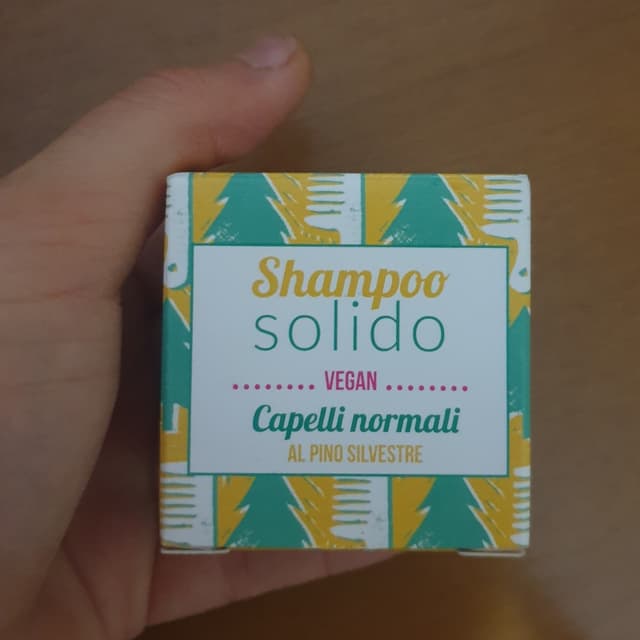 Shampoo
solido
........ VEGAN ........
Capelli normali
AL PINO SILVESTRE